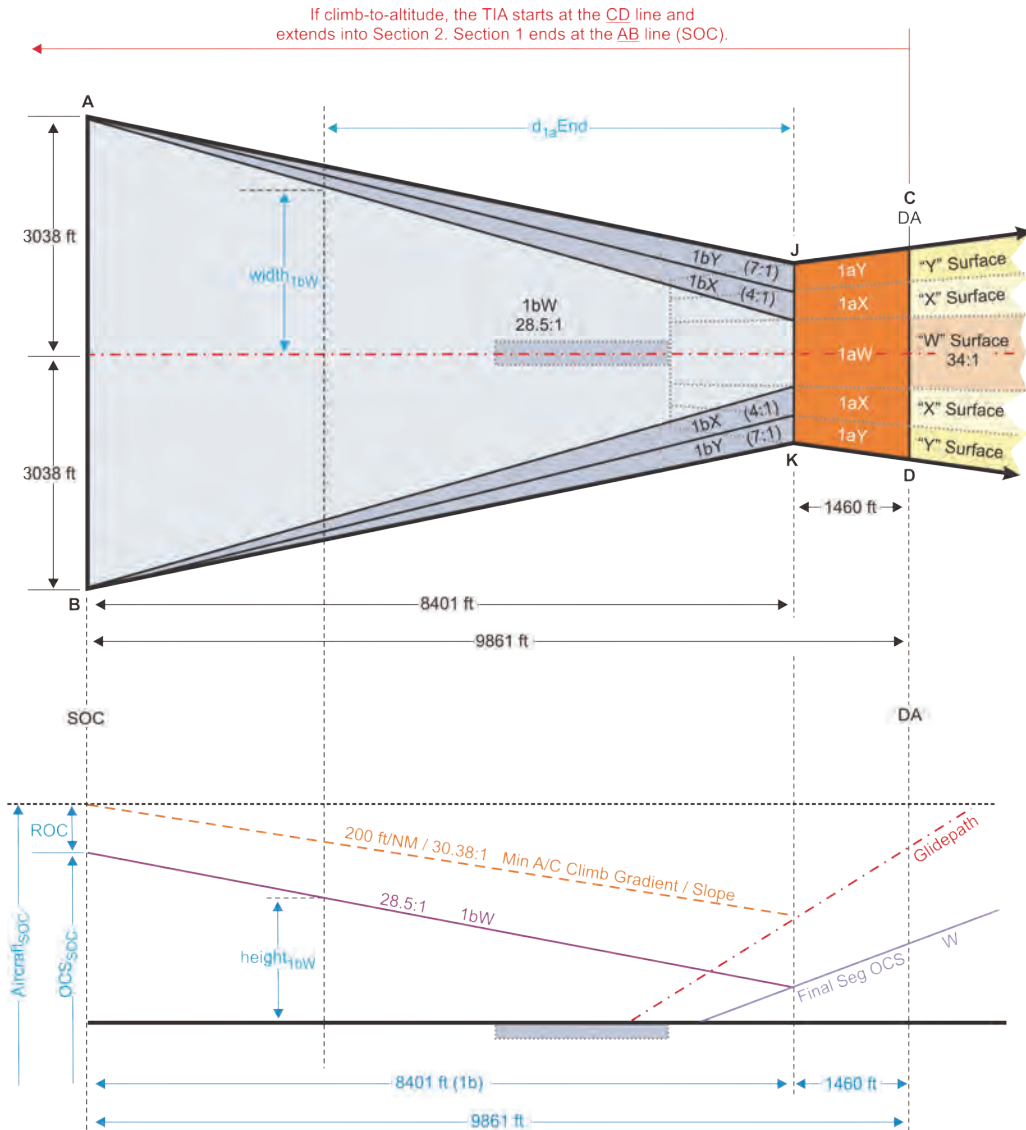 If climb-to-altitude, the TIA starts at the CD line and
extends into Section 2. Section 1 ends at the AB line (SOC).
A
d1aEnd
3038 ft
C
DA
J
width1bW
1bY (7:1)
1aY
"Y" Surface
1bX (4:1)
1aX
"X" Surface
1bW
28.5:1
1aW
"W" Surface
34:1
1bX (4:1)
1aX
"X" Surface
1bY (7:1)
1aY
"Y" Surface
3038 ft
K
D
1460 ft
B
8401 ft
9861 ft
SOC
DA
ROC
200 ft/NM / 30.38:1 Min A/C Climb Gradient / Slope
Glidepath
28.5:1 1bW
AircraftSOC
OCSSOC
height1bW
Final Seg OCS
W
8401 ft (1b)
1460 ft
9861 ft